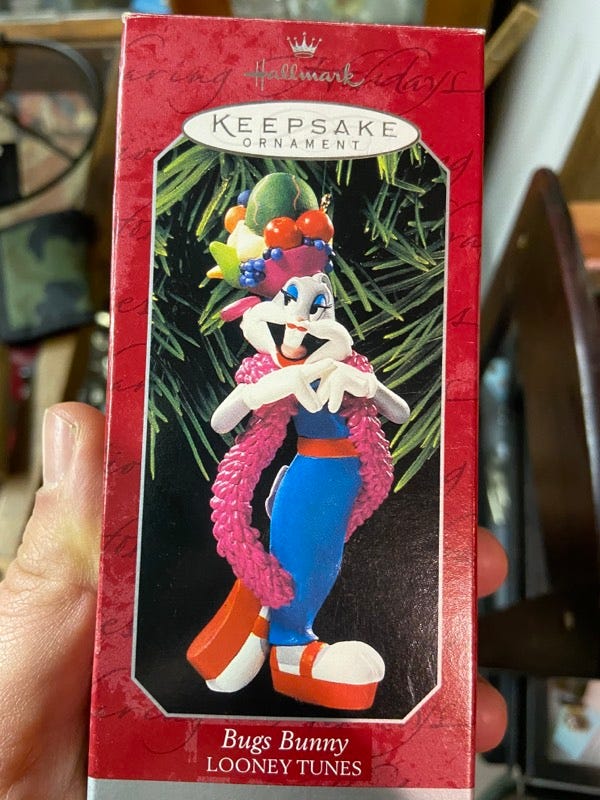 Hallmark
KEEPSAKE
ORNAMENT
Bugs Bunny
LOONEY TUNES